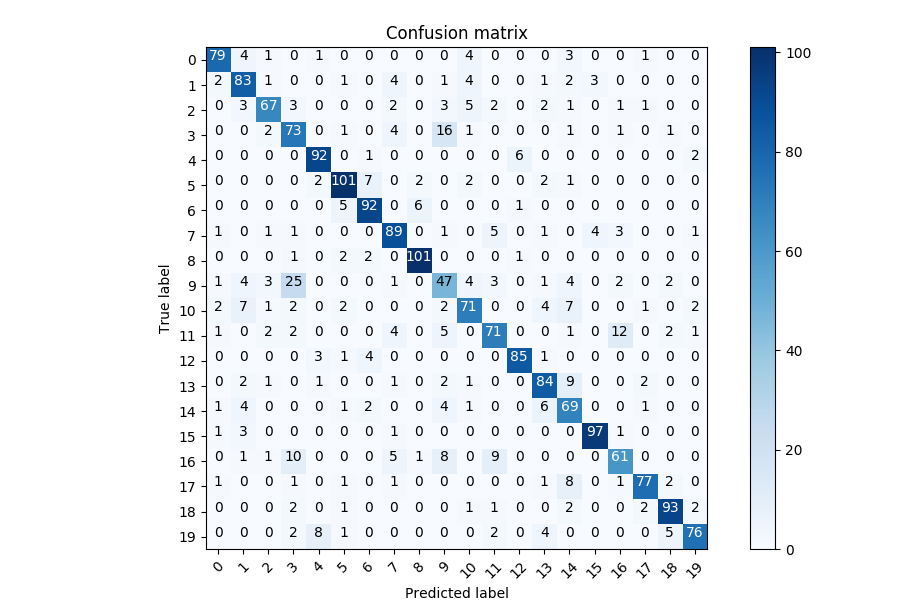 Confusion matrix
0 79 4 1 0 1 0 0 0 0 0 4 0 0 0 3 0 0 1 0 0
1 2 83 1 0 0 1 0 4 0 1 4 0 0 1 2 3 0 0 0 0
2 0 3 67 3 0 0 0 2 0 3 5 2 0 2 1 0 1 1 0 0
3 0 0 2 73 0 1 0 4 0 16 1 0 0 0 1 0 1 0 1 0
4 0 0 0 0 92 0 1 0 0 0 0 0 6 0 0 0 0 0 0 2
5 0 0 0 0 2 101 7 0 2 0 2 0 0 2 1 0 0 0 0 0
6 0 0 0 0 0 5 92 0 6 0 0 0 1 0 0 0 0 0 0 0
7 1 0 1 1 0 0 0 89 0 1 0 5 0 1 0 4 3 0 0 1
8 0 0 0 1 0 2 2 0 101 0 0 0 1 0 0 0 0 0 0 0
9 1 4 3 25 0 0 0 1 0 47 4 3 0 1 4 0 2 0 2 0
10 2 7 1 2 0 2 0 0 0 2 71 0 0 4 7 0 0 1 0 2
11 1 0 2 2 0 0 0 4 0 5 0 71 0 0 1 0 12 0 2 1
12 0 0 0 0 3 1 4 0 0 0 0 0 85 1 0 0 0 0 0 0
13 0 2 1 0 1 0 0 1 0 2 1 0 0 84 9 0 0 2 0 0
14 1 4 0 0 0 1 2 0 0 4 1 0 0 6 69 0 0 1 0 0
15 1 3 0 0 0 0 0 1 0 0 0 0 0 0 0 97 1 0 0 0
16 0 1 1 10 0 0 0 5 1 8 0 9 0 0 0 0 61 0 0 0
17 1 0 0 1 0 1 0 1 0 0 0 0 0 1 8 0 1 77 2 0
18 0 0 0 2 0 1 0 0 0 0 1 1 0 0 2 0 0 2 93 2
19 0 0 0 2 8 1 0 0 0 0 0 2 0 4 0 0 0 0 5 76
0 1 2 3 4 5 6 7 8 9 10 11 12 13 14 15 16 17 18 19
Predicted label
True label
100
80
60
40
20
0